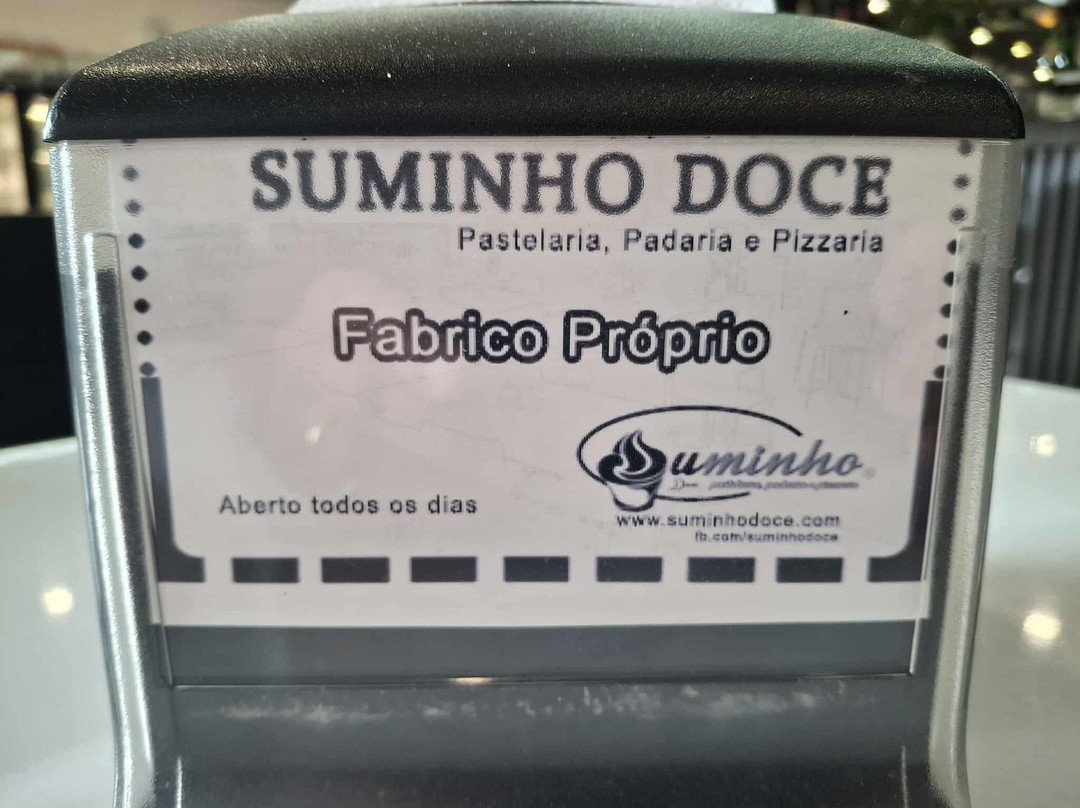 SUMINHO DOCE
Pastelaria, Padaria e Pizzaria
Fabrico Próprio
Suminho
Aberto todos os dias
www.suminhodoce.com
fb.com/suminhodoce